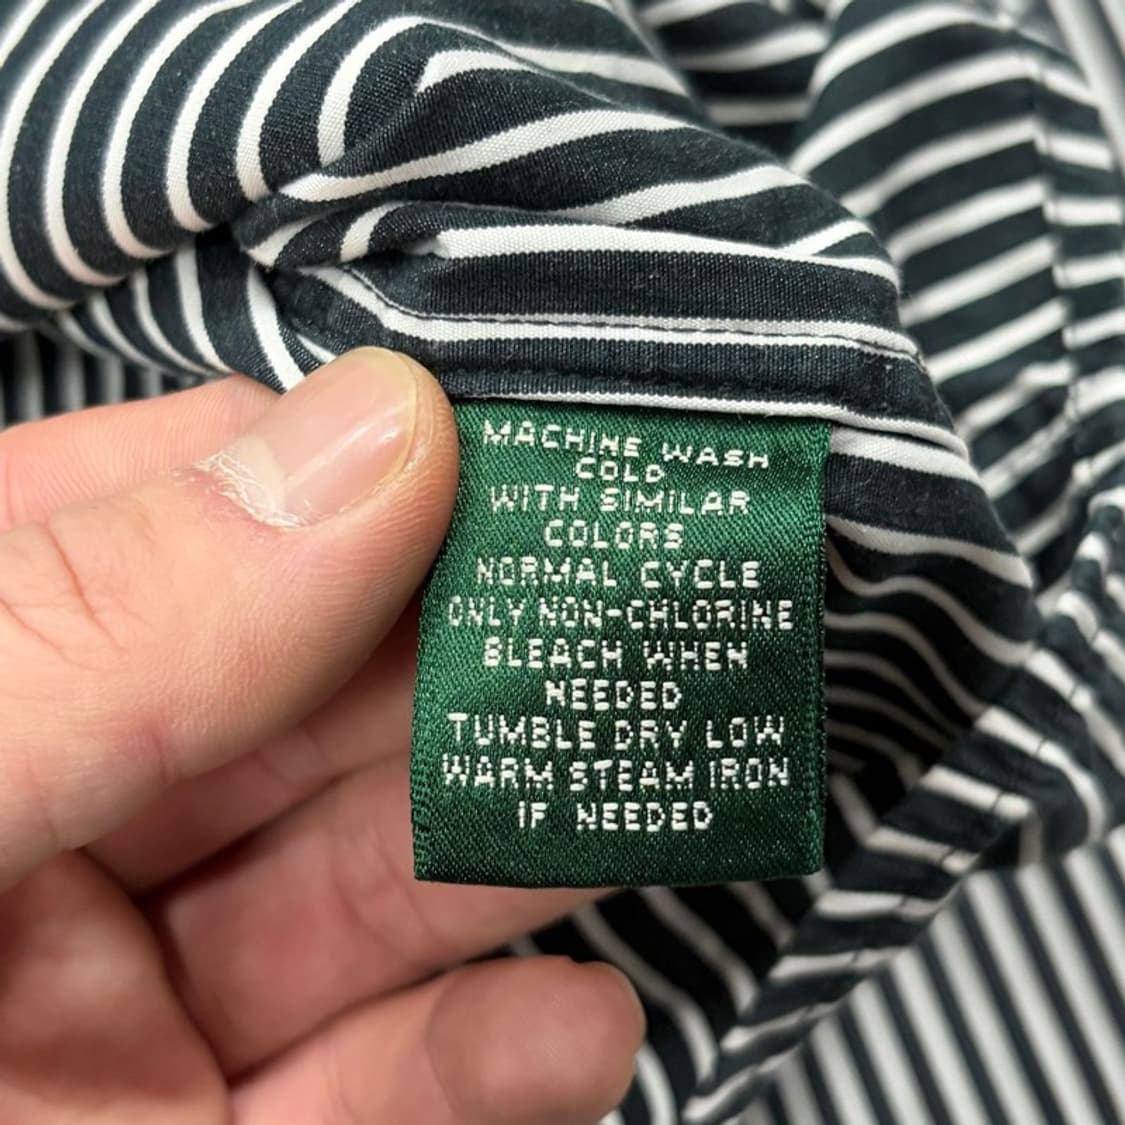 MACHINE WASH
COLD
WITH SIMILAR
COLORS
NORMAL CYCLE
ONLY NON-CHLORINE
BLEACH WHEN
NEEDED
TUMBLE DRY LOW
WARM STEAM IRON
IF NEEDED